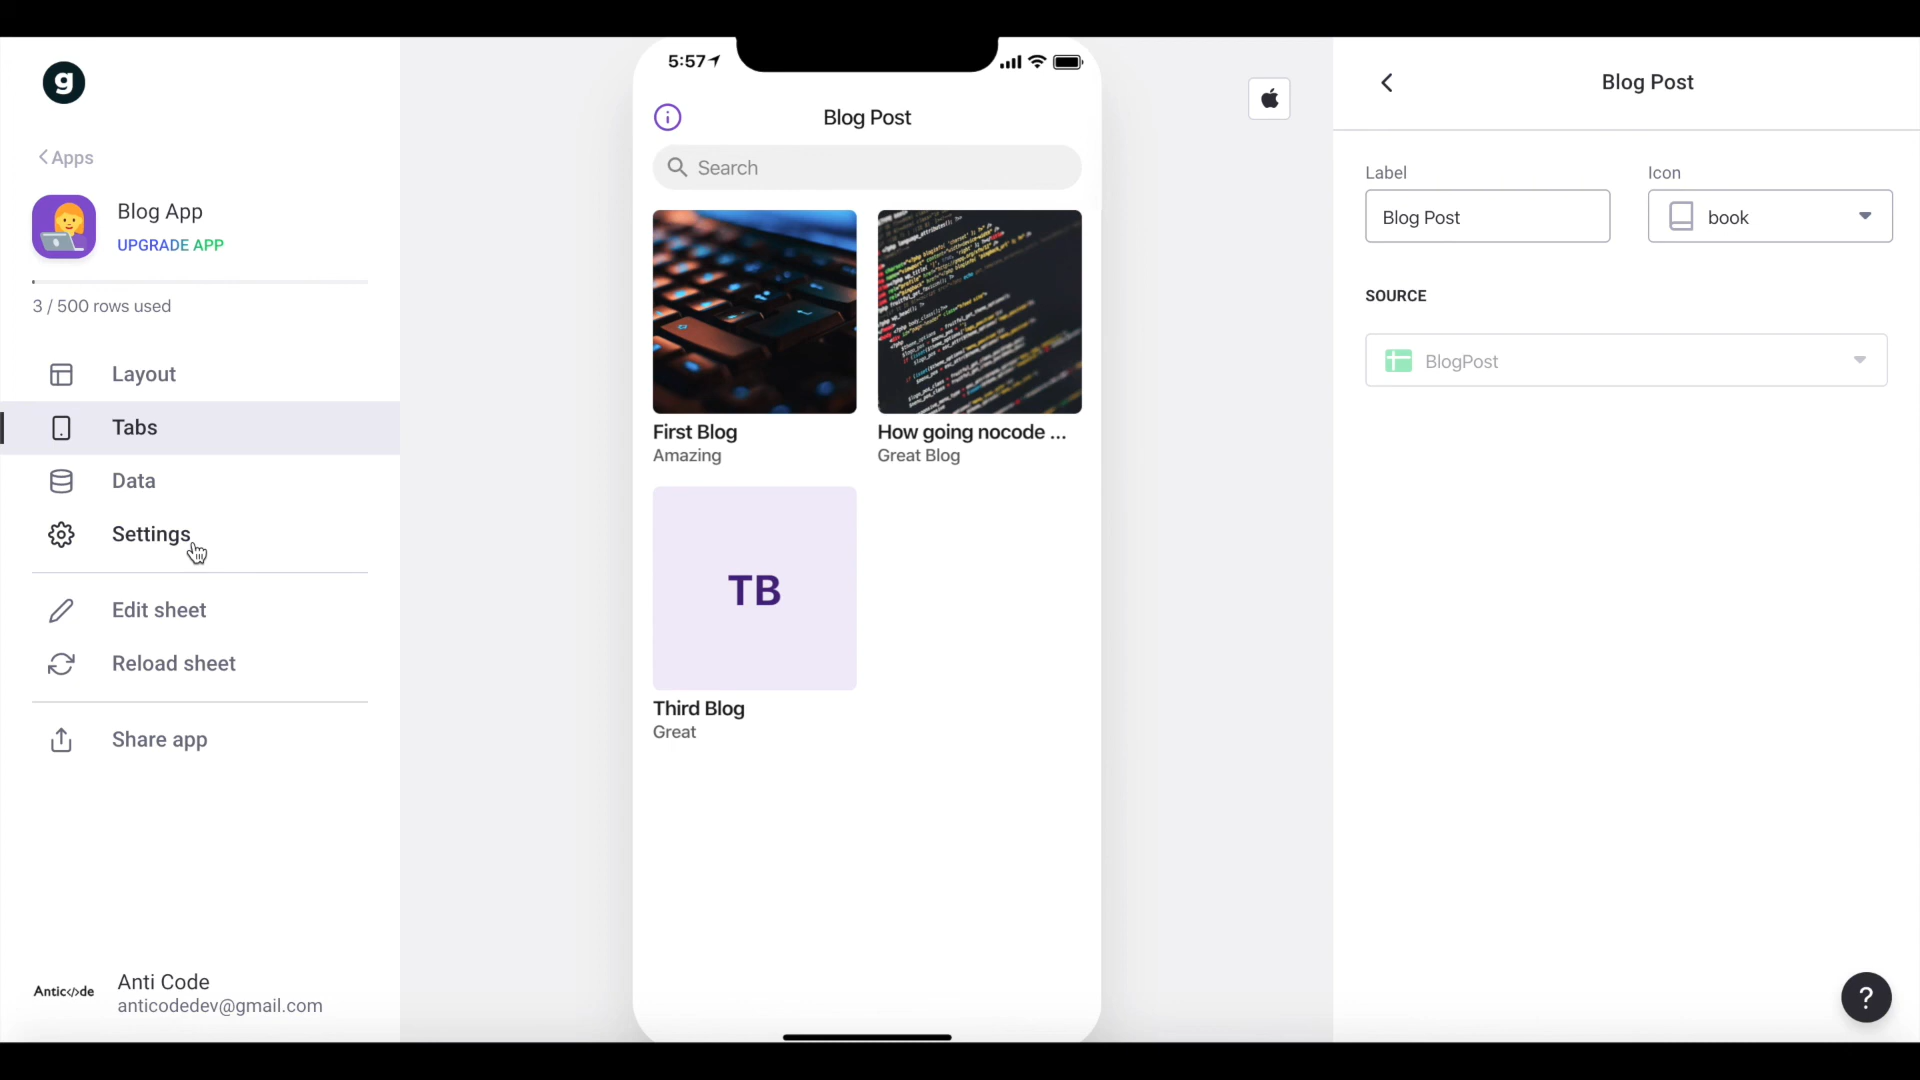 g
Apps
Blog App
UPGRADE APP
3 / 500 rows used
Layout
Tabs
Data
Settings
Edit sheet
Reload sheet
Share app
Antic</>de
Anti Code
anticodedev@gmail.com
5:57
Blog Post
Search
First Blog
Amazing
How going nocode ...
Great Blog
TB
Third Blog
Great
Blog Post
Label
Icon
Blog Post
book
SOURCE
BlogPost
?